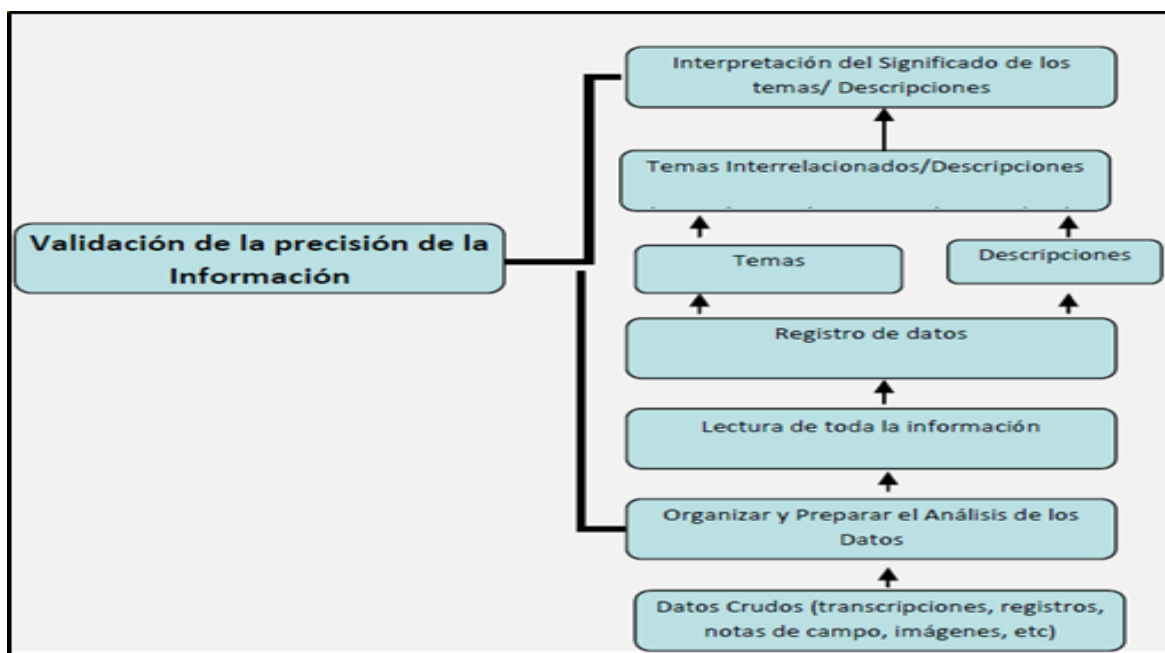 Interpretación del Significado de los
temas/ Descripciones
Temas Interrelacionados/Descripciones
Validación de la precisión de la
Información
Temas
Descripciones
Registro de datos
Lectura de toda la información
Organizar y Preparar el Análisis de los
Datos
Datos Crudos (transcripciones, registros,
notas de campo, imágenes, etc)